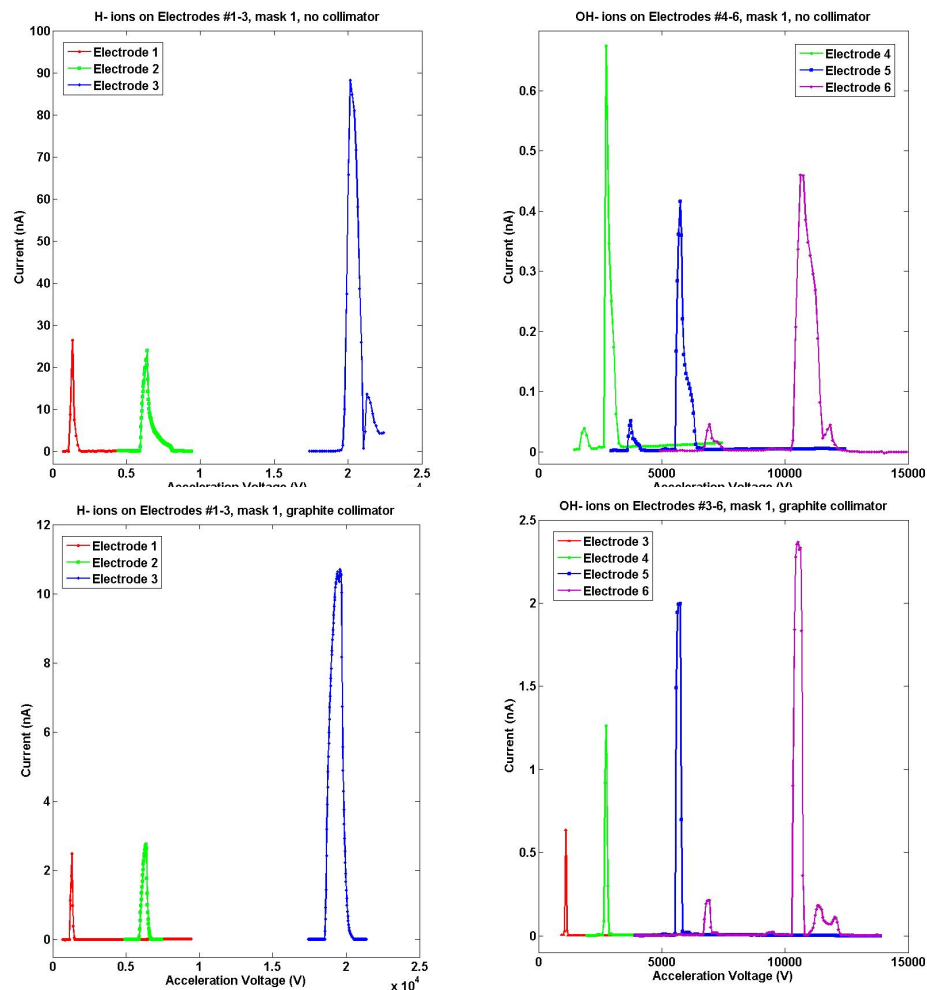 H- ions on Electrodes #1-3, mask 1, no collimator
100
90
80
70
60
50
40
30
20
10
0
Current (nA)
Electrode 1
Electrode 2
Electrode 3
0
0.5
1
1.5
2
2.5
Acceleration Voltage (V)
OH- ions on Electrodes #4-6, mask 1, no collimator
0.6
0.5
0.4
0.3
0.2
0.1
0
Current (nA)
Electrode 4
Electrode 5
Electrode 6
0
5000
10000
15000
Acceleration Voltage (V)
H- ions on Electrodes #1-3, mask 1, graphite collimator
12
10
8
6
4
2
0
Current (nA)
Electrode 1
Electrode 2
Electrode 3
0
0.5
1
1.5
2
2.5
Acceleration Voltage (V)
x 10⁴
OH- ions on Electrodes #3-6, mask 1, graphite collimator
2.5
2
1.5
1
0.5
0
Current (nA)
Electrode 3
Electrode 4
Electrode 5
Electrode 6
0
5000
10000
15000
Acceleration Voltage (V)